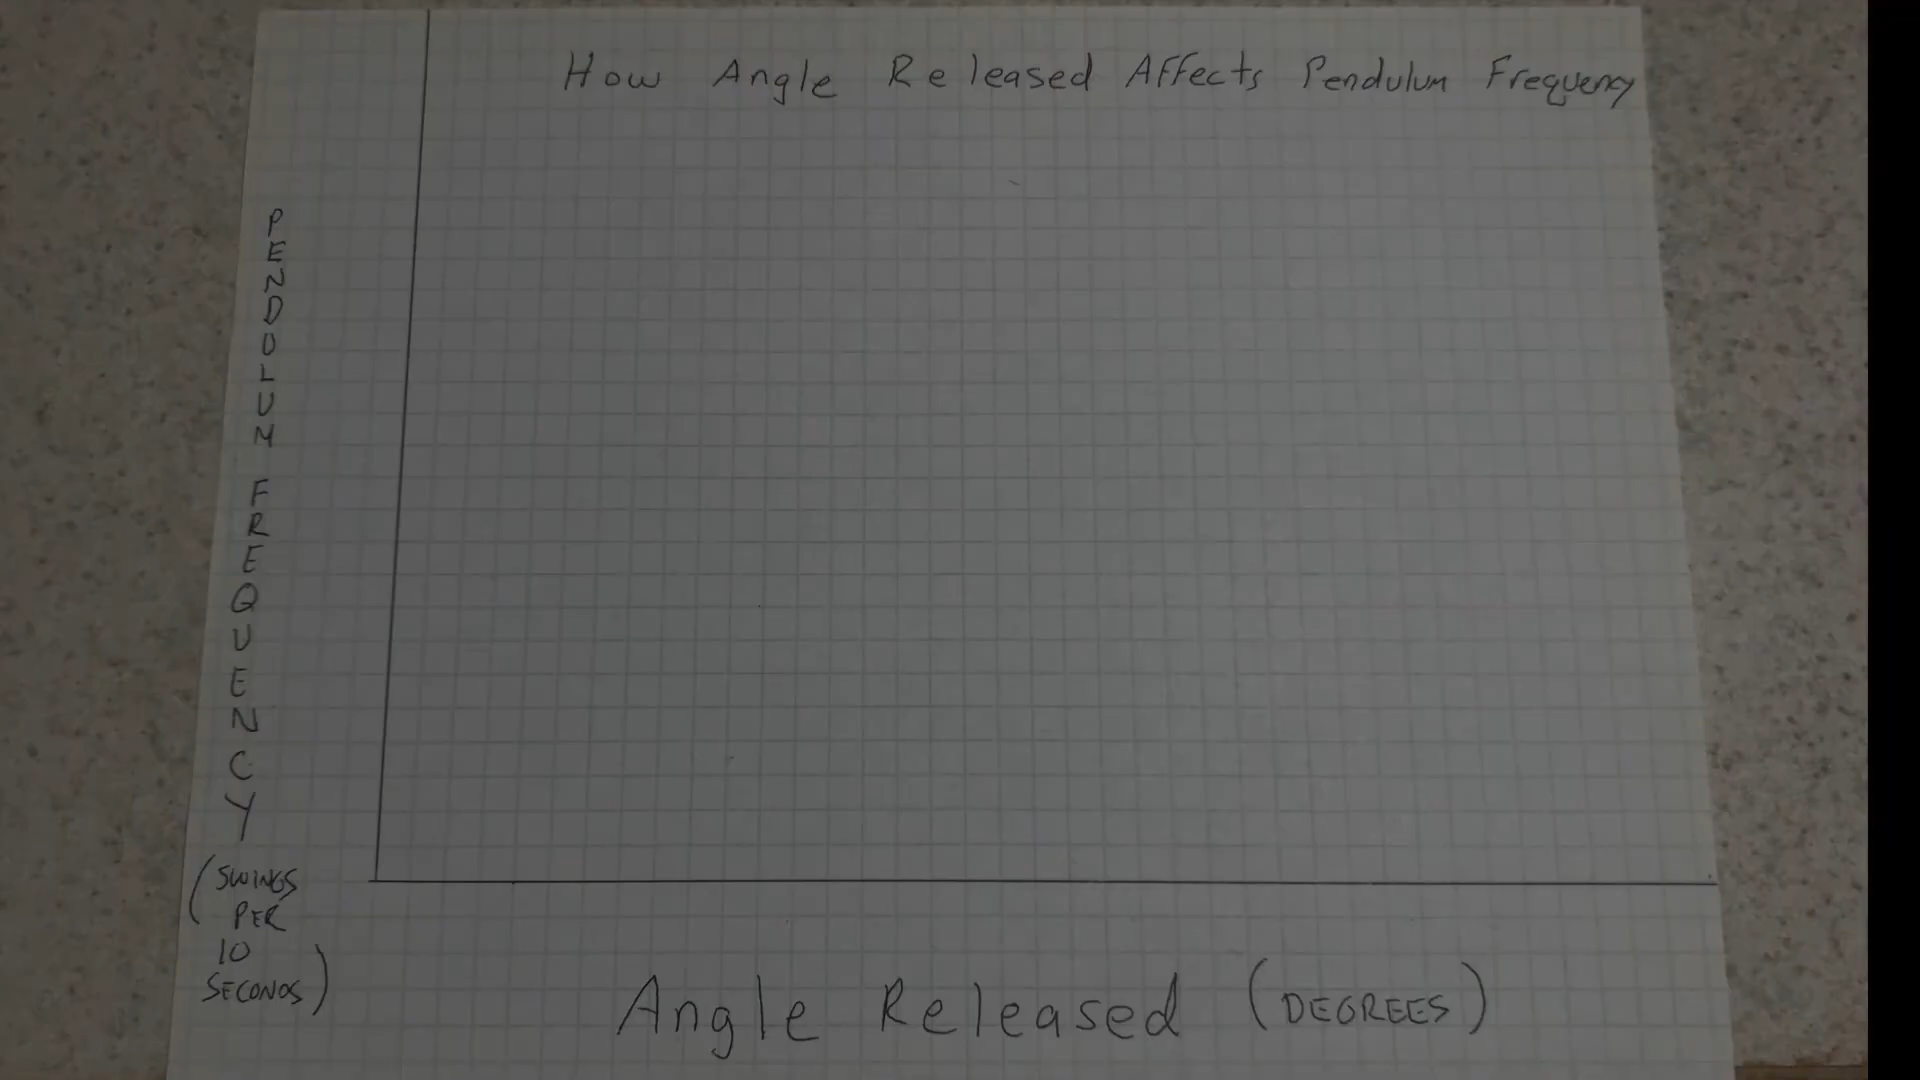 How Angle Released Affects Pendulum Frequency
PENDULUM
FREQUENCY
(SWINGS
PER
10
SECONDS)
Angle Released (DEGREES)